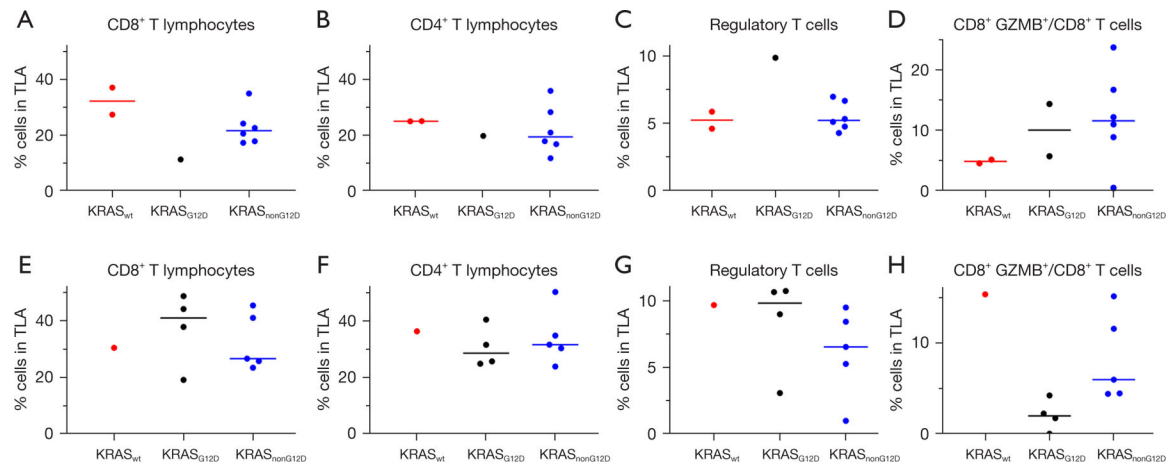 A CD8⁺ T lymphocytes
% cells in TLA
40
20
0
KRASwt KRASG12D KRASnonG12D
B CD4⁺ T lymphocytes
% cells in TLA
40
20
0
KRASwt KRASG12D KRASnonG12D
C Regulatory T cells
% cells in TLA
10
5
0
KRASwt KRASG12D KRASnonG12D
D CD8⁺ GZMB⁺/CD8⁺ T cells
% cells in TLA
20
10
0
KRASwt KRASG12D KRASnonG12D
E CD8⁺ T lymphocytes
% cells in TLA
40
20
0
KRASwt KRASG12D KRASnonG12D
F CD4⁺ T lymphocytes
% cells in TLA
40
20
0
KRASwt KRASG12D KRASnonG12D
G Regulatory T cells
% cells in TLA
10
5
0
KRASwt KRASG12D KRASnonG12D
H CD8⁺ GZMB⁺/CD8⁺ T cells
% cells in TLA
10
5
0
KRASwt KRASG12D KRASnonG12D